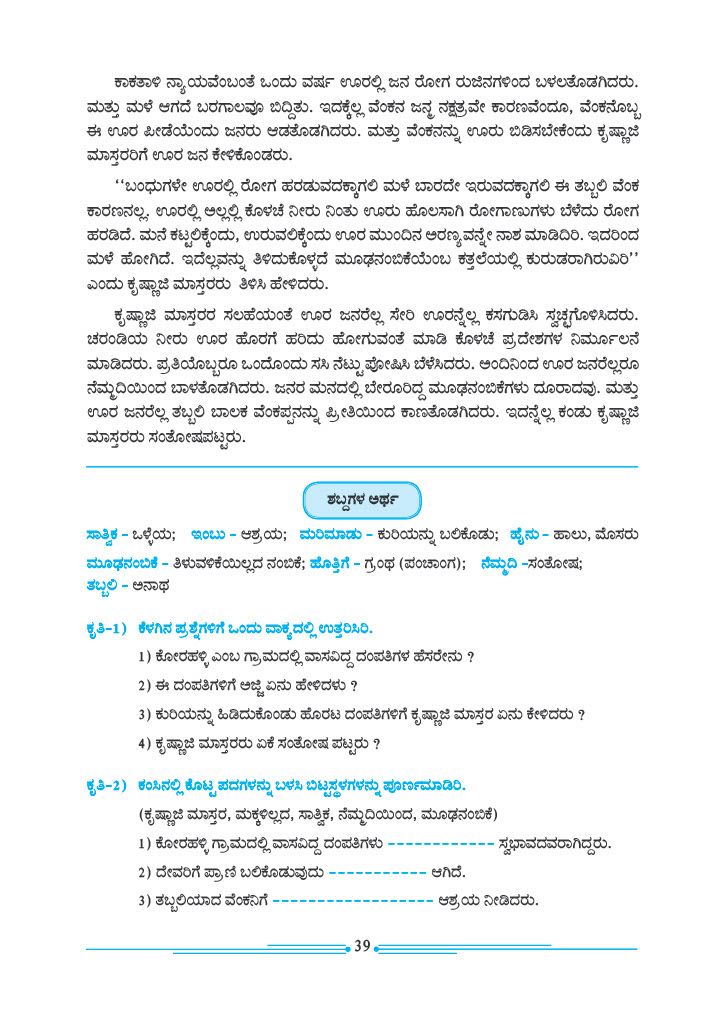 ಕಾಕತಾಳಿ ನ್ಯಾಯವೆಂಬಂತೆ ಒಂದು ವರ್ಷ ಊರಲ್ಲಿ ಜನ ರೋಗ ರುಜಿನಗಳಿಂದ ಬಳಲತೊಡಗಿದರು.
ಮತ್ತು ಮಳೆ ಆಗದೆ ಬರಗಾಲವೂ ಬಿದ್ದಿತು. ಇದಕ್ಕೆಲ್ಲ ವೆಂಕನ ಜನ್ಮ ನಕ್ಷತ್ರವೇ ಕಾರಣವೆಂದೂ, ವೆಂಕನೊಬ್ಬ
ಈ ಊರ ಪೀಡೆಯೆಂದು ಜನರು ಆಡತೊಡಗಿದರು. ಮತ್ತು ವೆಂಕನನ್ನು ಊರು ಬಿಡಿಸಬೇಕೆಂದು ಕೃಷ್ಣಾಜಿ
ಮಾಸ್ತರರಿಗೆ ಊರ ಜನ ಕೇಳಿಕೊಂಡರು.
‘‘ಬಂಧುಗಳೇ ಊರಲ್ಲಿ ರೋಗ ಹರಡುವದಕ್ಕಾಗಲಿ ಮಳೆ ಬಾರದೇ ಇರುವದಕ್ಕಾಗಲಿ ಈ ತಬ್ಬಲಿ ವೆಂಕ
ಕಾರಣನಲ್ಲ. ಊರಲ್ಲಿ ಅಲ್ಲಲ್ಲಿ ಕೊಳಚೆ ನೀರು ನಿಂತು ಊರು ಹೊಲಸಾಗಿ ರೋಗಾಣುಗಳು ಬೆಳೆದು ರೋಗ
ಹರಡಿದೆ. ಮನೆ ಕಟ್ಟಲಿಕ್ಕೆಂದು, ಉರುವಲಿಕ್ಕೆಂದು ಊರ ಮುಂದಿನ ಅರಣ್ಯವನ್ನೇ ನಾಶ ಮಾಡಿದಿರಿ. ಇದರಿಂದ
ಮಳೆ ಹೋಗಿದೆ. ಇದೆಲ್ಲವನ್ನು ತಿಳಿದುಕೊಳ್ಳದೆ ಮೂಢನಂಬಿಕೆಯೆಂಬ ಕತ್ತಲೆಯಲ್ಲಿ ಕುರುಡರಾಗಿರುವಿರಿ’’
ಎಂದು ಕೃಷ್ಣಾಜಿ ಮಾಸ್ತರರು ತಿಳಿಸಿ ಹೇಳಿದರು.
ಕೃಷ್ಣಾಜಿ ಮಾಸ್ತರರ ಸಲಹೆಯಂತೆ ಊರ ಜನರೆಲ್ಲ ಸೇರಿ ಊರನ್ನೆಲ್ಲ ಕಸಗುಡಿಸಿ ಸ್ವಚ್ಛಗೊಳಿಸಿದರು.
ಚರಂಡಿಯ ನೀರು ಊರ ಹೊರಗೆ ಹರಿದು ಹೋಗುವಂತೆ ಮಾಡಿ ಕೊಳಚೆ ಪ್ರದೇಶಗಳ ನಿರ್ಮೂಲನೆ
ಮಾಡಿದರು. ಪ್ರತಿಯೊಬ್ಬರೂ ಒಂದೊಂದು ಸಸಿ ನೆಟ್ಟು ಪೋಷಿಸಿ ಬೆಳೆಸಿದರು. ಅಂದಿನಿಂದ ಊರ ಜನರೆಲ್ಲರೂ
ನೆಮ್ಮದಿಯಿಂದ ಬಾಳತೊಡಗಿದರು. ಜನರ ಮನದಲ್ಲಿ ಬೇರೂರಿದ್ದ ಮೂಢನಂಬಿಕೆಗಳು ದೂರಾದವು. ಮತ್ತು
ಊರ ಜನರೆಲ್ಲ ತಬ್ಬಲಿ ಬಾಲಕ ವೆಂಕಪ್ಪನನ್ನು ಪ್ರೀತಿಯಿಂದ ಕಾಣತೊಡಗಿದರು. ಇದನ್ನೆಲ್ಲ ಕಂಡು ಕೃಷ್ಣಾಜಿ
ಮಾಸ್ತರರು ಸಂತೋಷಪಟ್ಟರು.
ಶಬ್ದಗಳ ಅರ್ಥ
ಸಾತ್ವಿಕ – ಒಳ್ಳೆಯ; ಇಂಬು – ಆಶ್ರಯ; ಮರಿಮಾಡು – ಕುರಿಯನ್ನು ಬಲಿಕೊಡು; ಹೈನು – ಹಾಲು, ಮೊಸರು
ಮೂಢನಂಬಿಕೆ – ತಿಳುವಳಿಕೆಯಿಲ್ಲದ ನಂಬಿಕೆ; ಹೊತ್ತಿಗೆ – ಗ್ರಂಥ (ಪಂಚಾಂಗ); ನೆಮ್ಮದಿ –ಸಂತೋಷ;
ತಬ್ಬಲಿ – ಅನಾಥ
ಕೃತಿ–1) ಕೆಳಗಿನ ಪ್ರಶ್ನೆಗಳಿಗೆ ಒಂದು ವಾಕ್ಯದಲ್ಲಿ ಉತ್ತರಿಸಿರಿ.
1) ಕೋರಹಳ್ಳಿ ಎಂಬ ಗ್ರಾಮದಲ್ಲಿ ವಾಸವಿದ್ದ ದಂಪತಿಗಳ ಹೆಸರೇನು ?
2) ಈ ದಂಪತಿಗಳಿಗೆ ಅಜ್ಜಿ ಏನು ಹೇಳಿದಳು ?
3) ಕುರಿಯನ್ನು ಹಿಡಿದುಕೊಂಡು ಹೊರಟ ದಂಪತಿಗಳಿಗೆ ಕೃಷ್ಣಾಜಿ ಮಾಸ್ತರ ಏನು ಕೇಳಿದರು ?
4) ಕೃಷ್ಣಾಜಿ ಮಾಸ್ತರರು ಏಕೆ ಸಂತೋಷ ಪಟ್ಟರು ?
ಕೃತಿ–2) ಕಂಸಿನಲ್ಲಿ ಕೊಟ್ಟ ಪದಗಳನ್ನು ಬಳಸಿ ಬಿಟ್ಟಸ್ಥಳಗಳನ್ನು ಪೂರ್ಣಮಾಡಿರಿ.
(ಕೃಷ್ಣಾಜಿ ಮಾಸ್ತರ, ಮಕ್ಕಳಿಲ್ಲದ, ಸಾತ್ವಿಕ, ನೆಮ್ಮದಿಯಿಂದ, ಮೂಢನಂಬಿಕೆ)
1) ಕೋರಹಳ್ಳಿ ಗ್ರಾಮದಲ್ಲಿ ವಾಸವಿದ್ದ ದಂಪತಿಗಳು ------------ ಸ್ವಭಾವದವರಾಗಿದ್ದರು.
2) ದೇವರಿಗೆ ಪ್ರಾಣಿ ಬಲಿಕೊಡುವುದು ----------- ಆಗಿದೆ.
3) ತಬ್ಬಲಿಯಾದ ವೆಂಕನಿಗೆ ------------------ ಆಶ್ರಯ ನೀಡಿದರು.
39